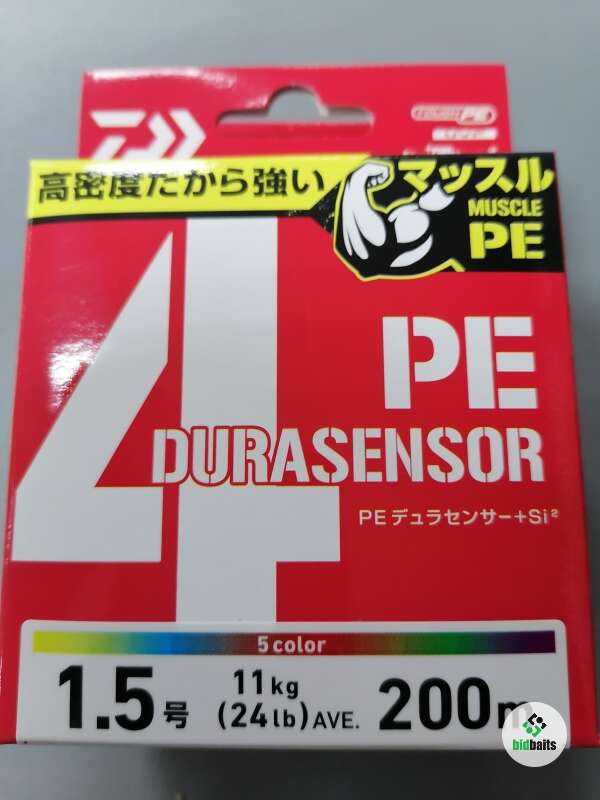 高密度だから強い
マッスル
MUSCLE
PE
4
PE
DURASENSOR
PEデュラセンサー+Si²
5 color
1.5号
11kg
(24lb) AVE.
200m
bidbaits